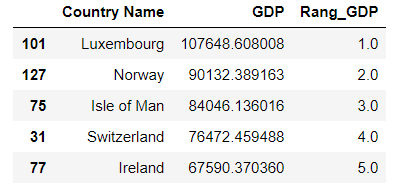 Country Name GDP Rang_GDP
101 Luxembourg 107648.608008 1.0
127 Norway 90132.389163 2.0
75 Isle of Man 84046.136016 3.0
31 Switzerland 76472.459488 4.0
77 Ireland 67590.370360 5.0